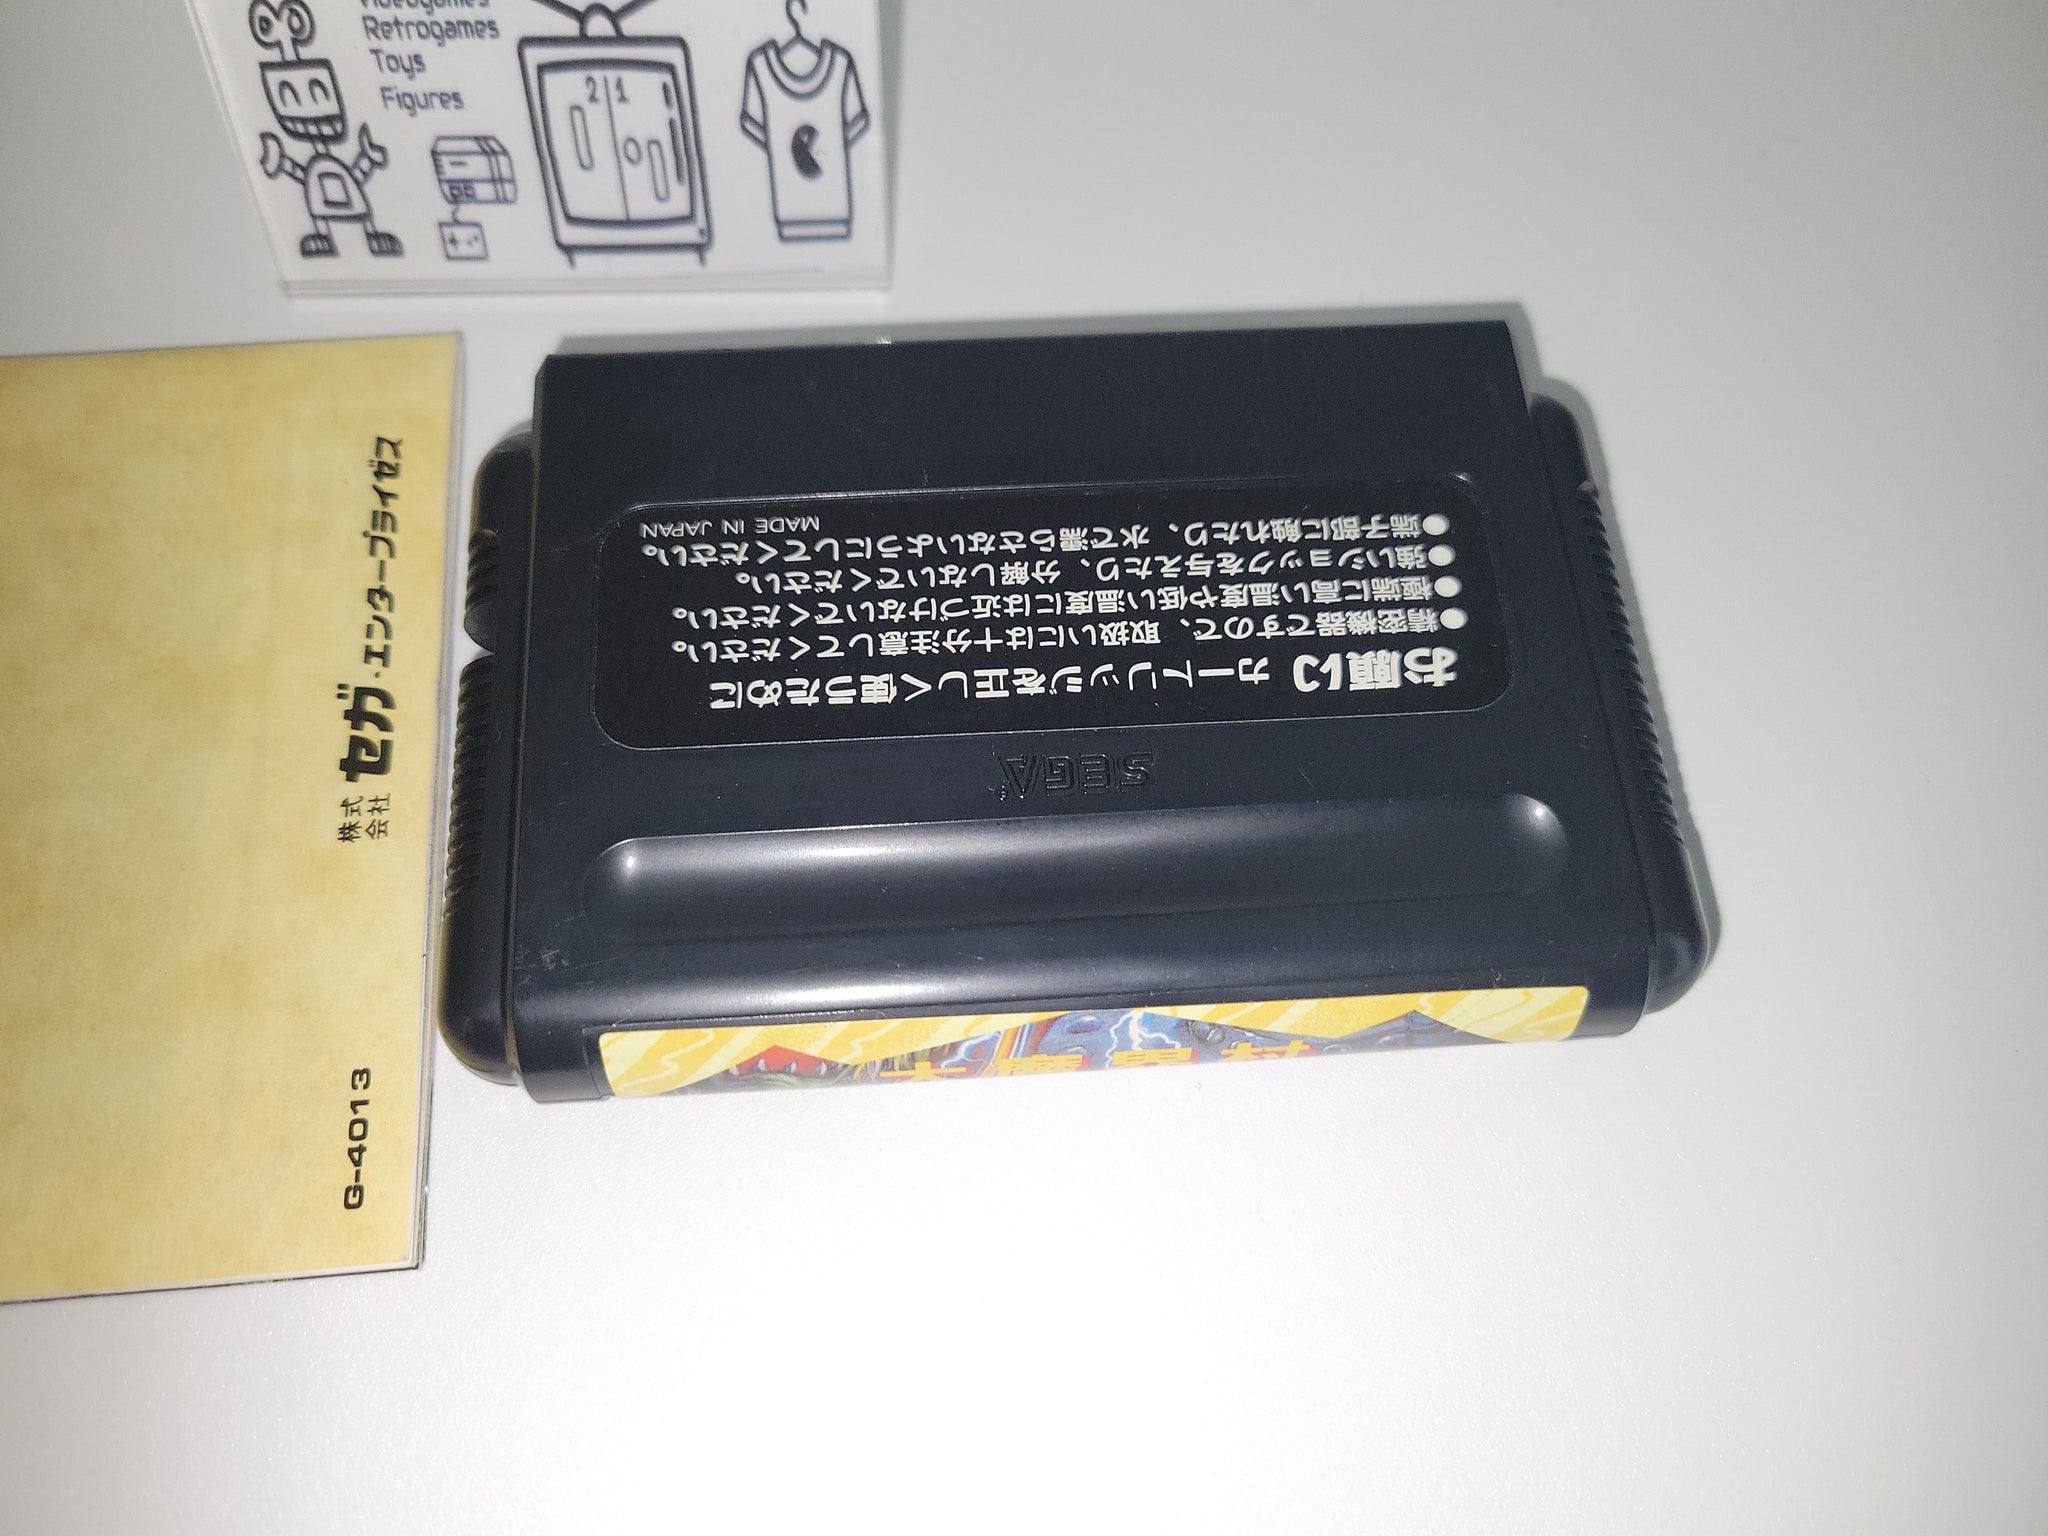 Videogames
Retrogames
Toys
Figures
2 1
株式
会社
セガ・エンタープライゼス
G-4013
お願い カートリッジを正しく使うために
●精密機器ですので、取扱いには十分注意してください。
●極端に高い温度や低い温度には近づけないでください。
●強いショックを与えたり、分解しないでください。
●端子部に触れたり、水で濡らさないようにしてください。
MADE IN JAPAN
SEGA
大魔界村